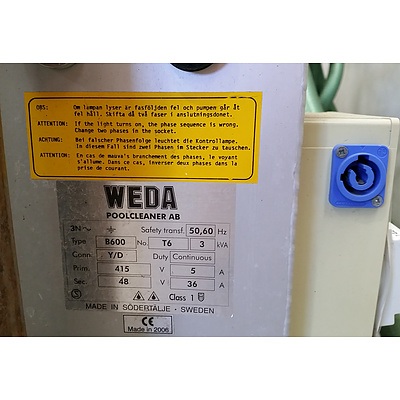 OBS: Om lampan lyser är fasföljden fel och pumpen går åt
fel håll. Skifta då två faser i anslutningsdonet.
ATTENTION: If the light turns on, the phase sequence is wrong.
Change two phases in the socket.
ACHTUNG: Bei falscher Phasenfolge leuchtet die Kontrollampe.
in diesem Fall sind zwei Phasen im Stecker zu tauschen.
ATTENTION: En cas de mauvais branchement des phases, le voyant
s'allume. Dans ce cas, inverser deux phases dans la
prise de courant.
WEDA
POOLCLEANER AB
3N~ Safety transf. 50,60 Hz
Type B600 No. T6 3 kVA
Conn. Y/D Duty Continuous
Prim. 415 V 5 A
Sec. 48 V 36 A
S Class 1
MADE IN SÖDERTÄLJE - SWEDEN
CE
Made in 2006